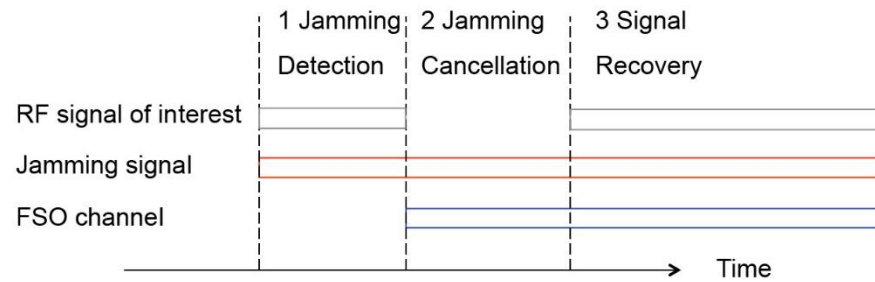 1 Jamming Detection
2 Jamming Cancellation
3 Signal Recovery
RF signal of interest
Jamming signal
FSO channel
Time